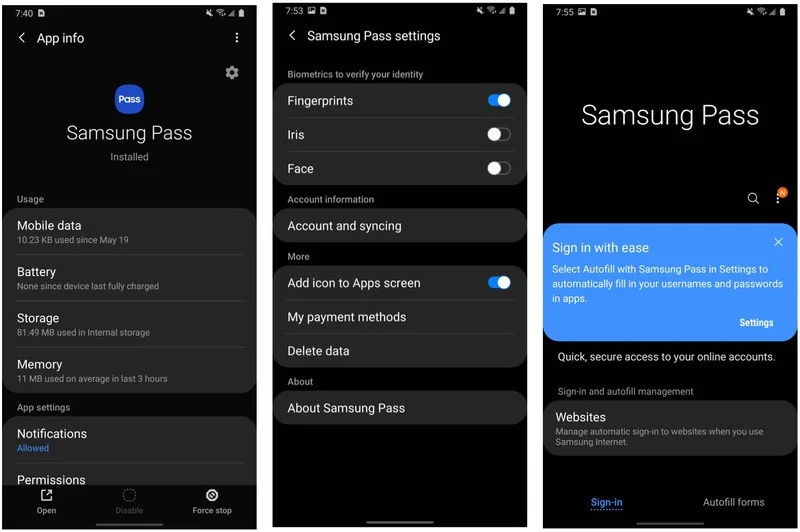 7:40
App info
Pass
Samsung Pass
Installed
Usage
Mobile data
10.23 KB used since May 19
Battery
None since device last fully charged
Storage
81.49 MB used in Internal storage
Memory
11 MB used on average in last 3 hours
App settings
Notifications
Allowed
Permissions
Open
Disable
Force stop
7:53
Samsung Pass settings
Biometrics to verify your identity
Fingerprints
Iris
Face
Account information
Account and syncing
More
Add icon to Apps screen
My payment methods
Delete data
About
About Samsung Pass
7:55
Samsung Pass
N
Sign in with ease
Select Autofill with Samsung Pass in Settings to
automatically fill in your usernames and passwords
in apps.
Settings
Quick, secure access to your online accounts.
Sign-in and autofill management
Websites
Manage automatic sign-in to websites when you use
Samsung Internet.
Sign-in
Autofill forms